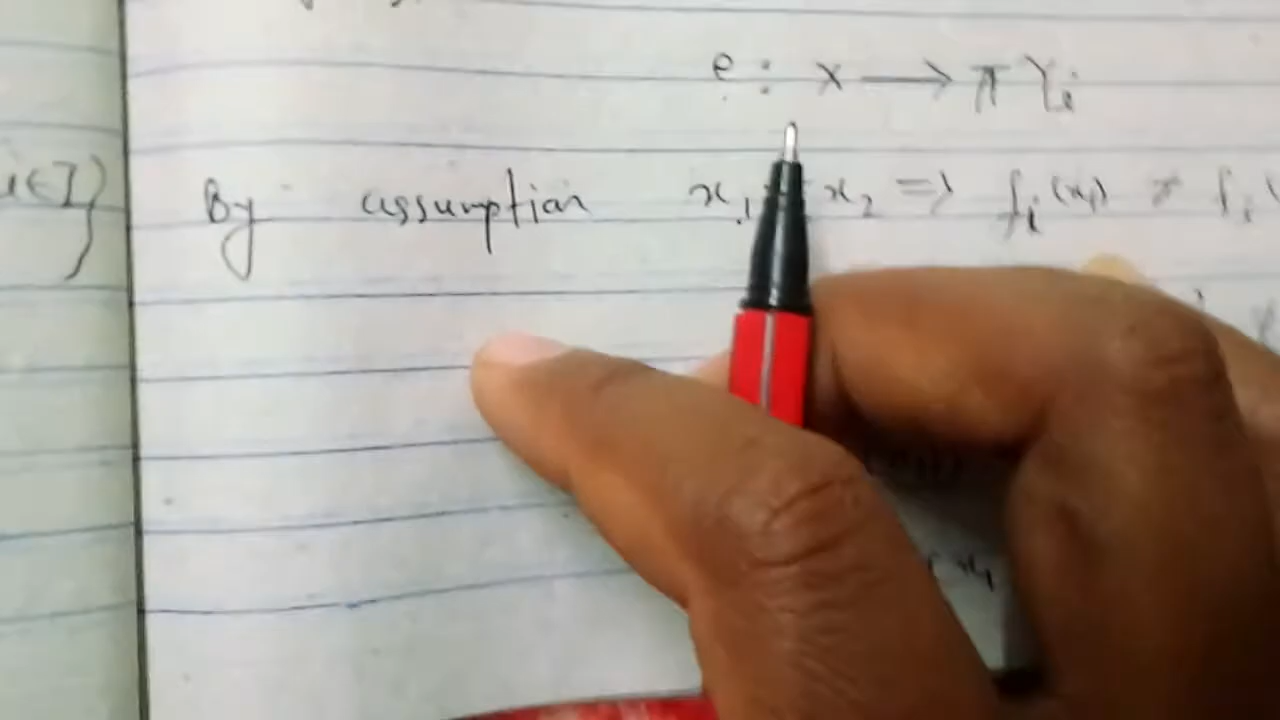 e : X → π Yᵢ
i∈I}
By assumption x₁ x₂ ⇒ fᵢ(x₁) ≠ fᵢ(